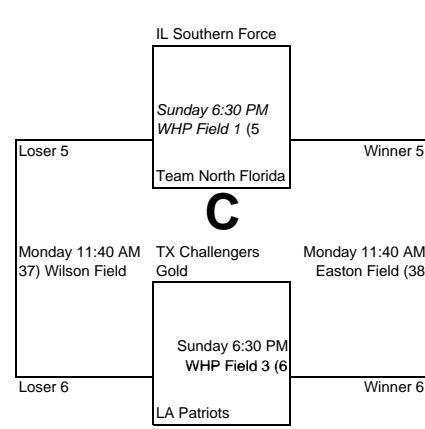 IL Southern Force
Sunday 6:30 PM
WHP Field 1 (5
Loser 5
Winner 5
Team North Florida
C
Monday 11:40 AM
37) Wilson Field
TX Challengers
Gold
Monday 11:40 AM
Easton Field (38
Sunday 6:30 PM
WHP Field 3 (6
Loser 6
Winner 6
LA Patriots